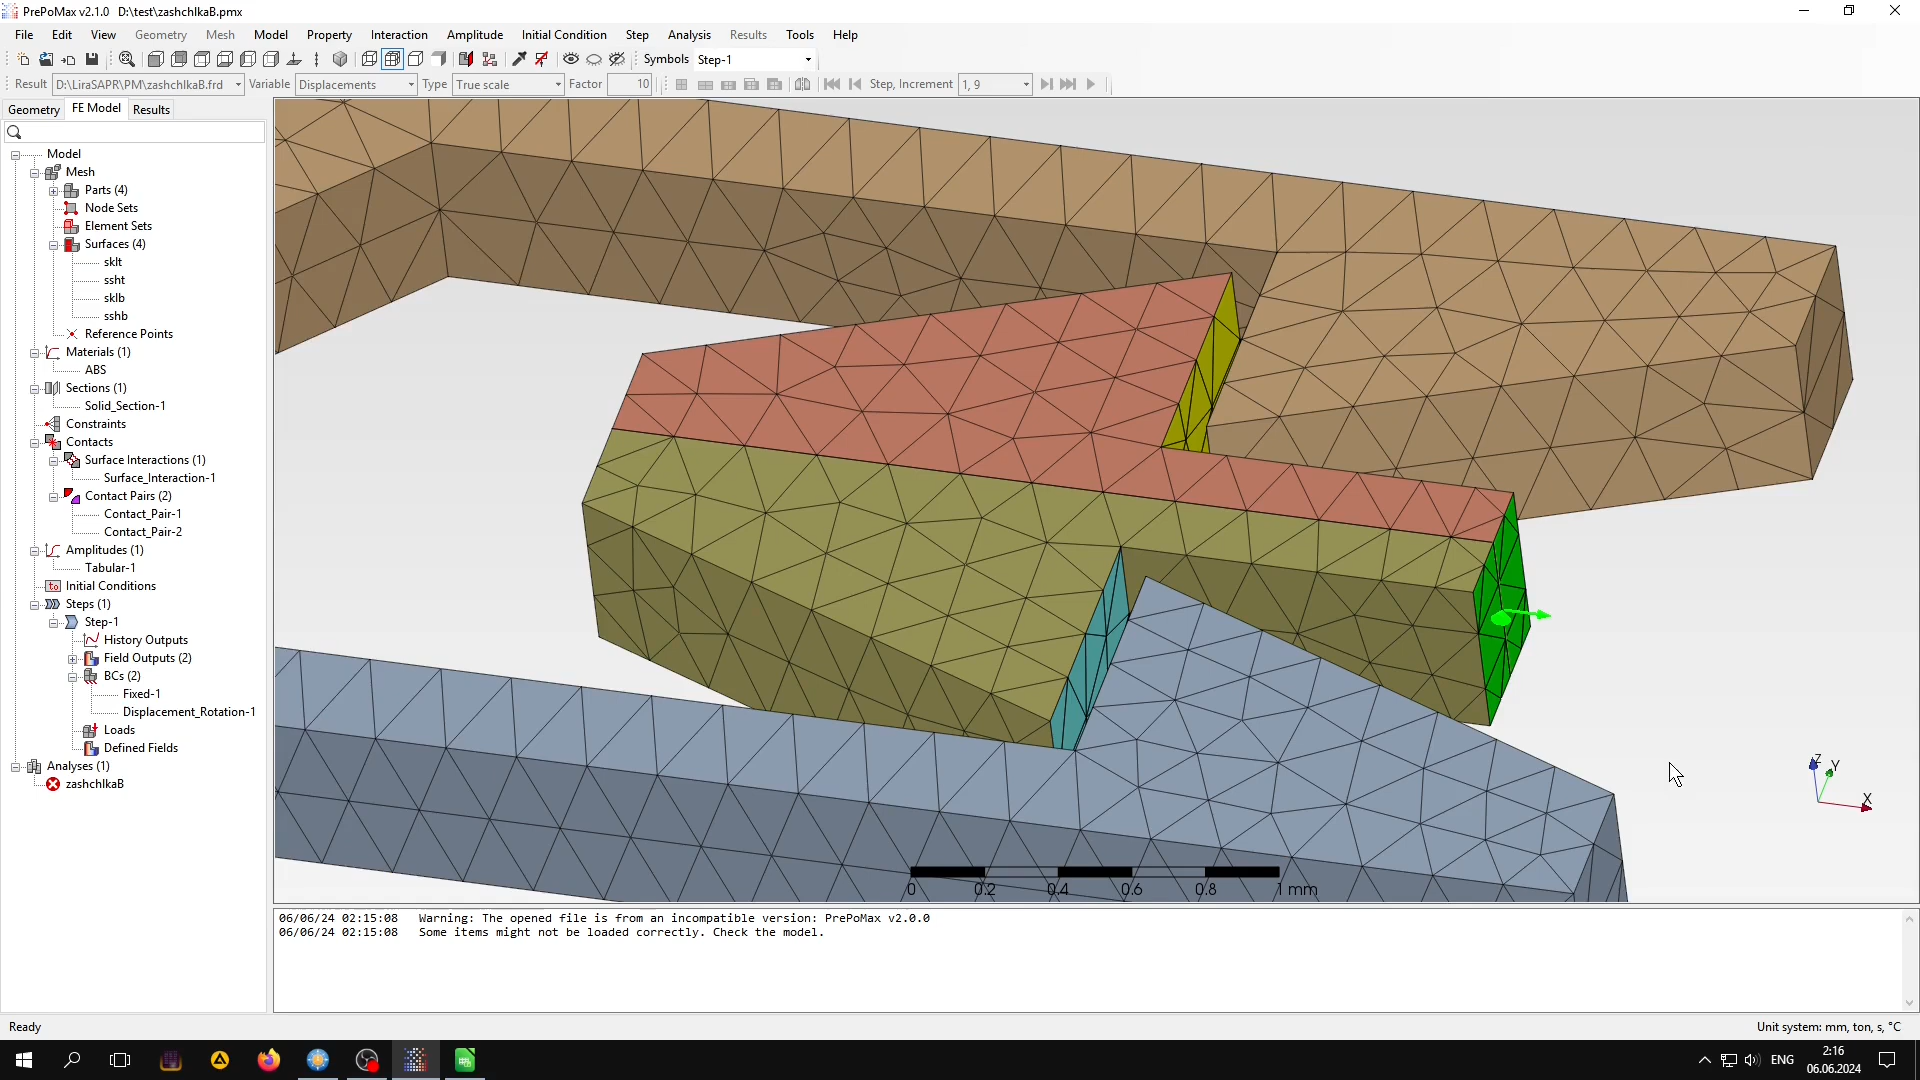 PrePoMax v2.1.0 D:\test\zashchlkaB.pmx
File Edit View Geometry Mesh Model Property Interaction Amplitude Initial Condition Step Analysis Results Tools Help
Symbols Step-1
Result D:\LiraSAPR\PM\zashchlkaB.frd Variable Displacements Type True scale Factor 10 Step, Increment 1, 9
Geometry FE Model Results
Model
Mesh
Parts (4)
Node Sets
Element Sets
Surfaces (4)
sklt
ssht
sklb
sshb
Reference Points
Materials (1)
ABS
Sections (1)
Solid_Section-1
Constraints
Contacts
Surface Interactions (1)
Surface_Interaction-1
Contact Pairs (2)
Contact_Pair-1
Contact_Pair-2
Amplitudes (1)
Tabular-1
Initial Conditions
Steps (1)
Step-1
History Outputs
Field Outputs (2)
BCs (2)
Fixed-1
Displacement_Rotation-1
Loads
Defined Fields
Analyses (1)
zashchlkaB
Z Y X
0 0.2 0.4 0.6 0.8 1 mm
06/06/24 02:15:08 Warning: The opened file is from an incompatible version: PrePoMax v2.0.0
06/06/24 02:15:08 Some items might not be loaded correctly. Check the model.
Ready
Unit system: mm, ton, s, °C
ENG
2:16
06.06.2024